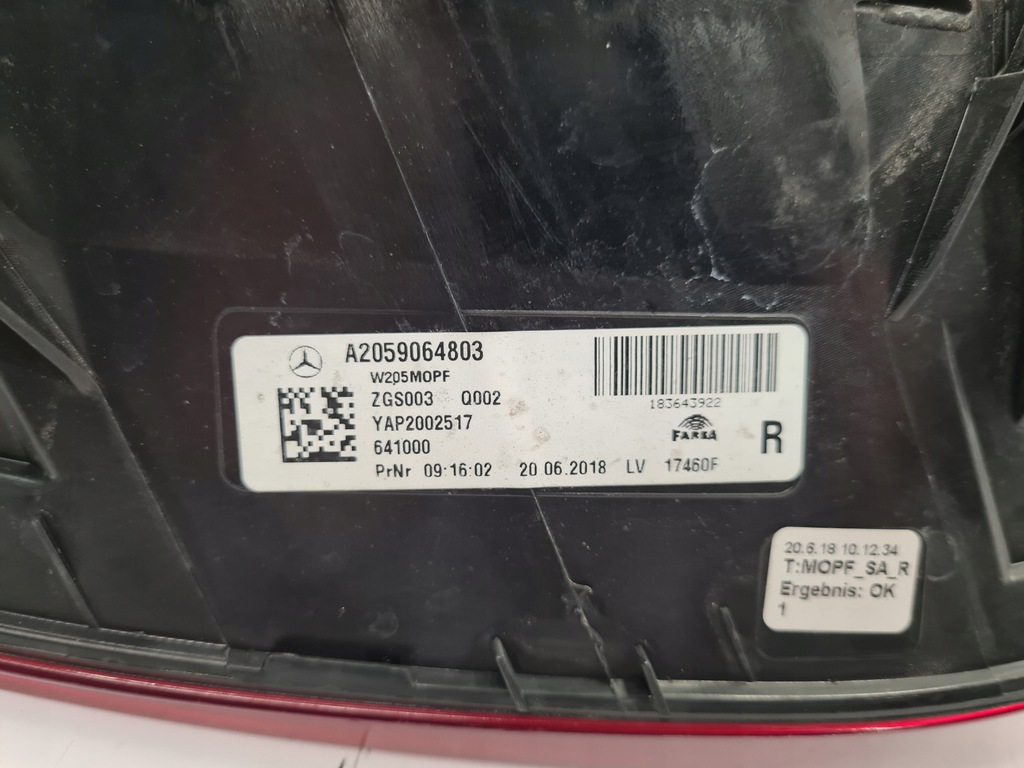 A2059064803
W205MOPF
ZGS003 Q002
YAP2002517
641000
PrNr 09:16:02 20.06.2018 LV 17460F
183643922
FARBA
R
20.6.18 10.12.34
T:MOPF_SA_R
Ergebnis: OK
1